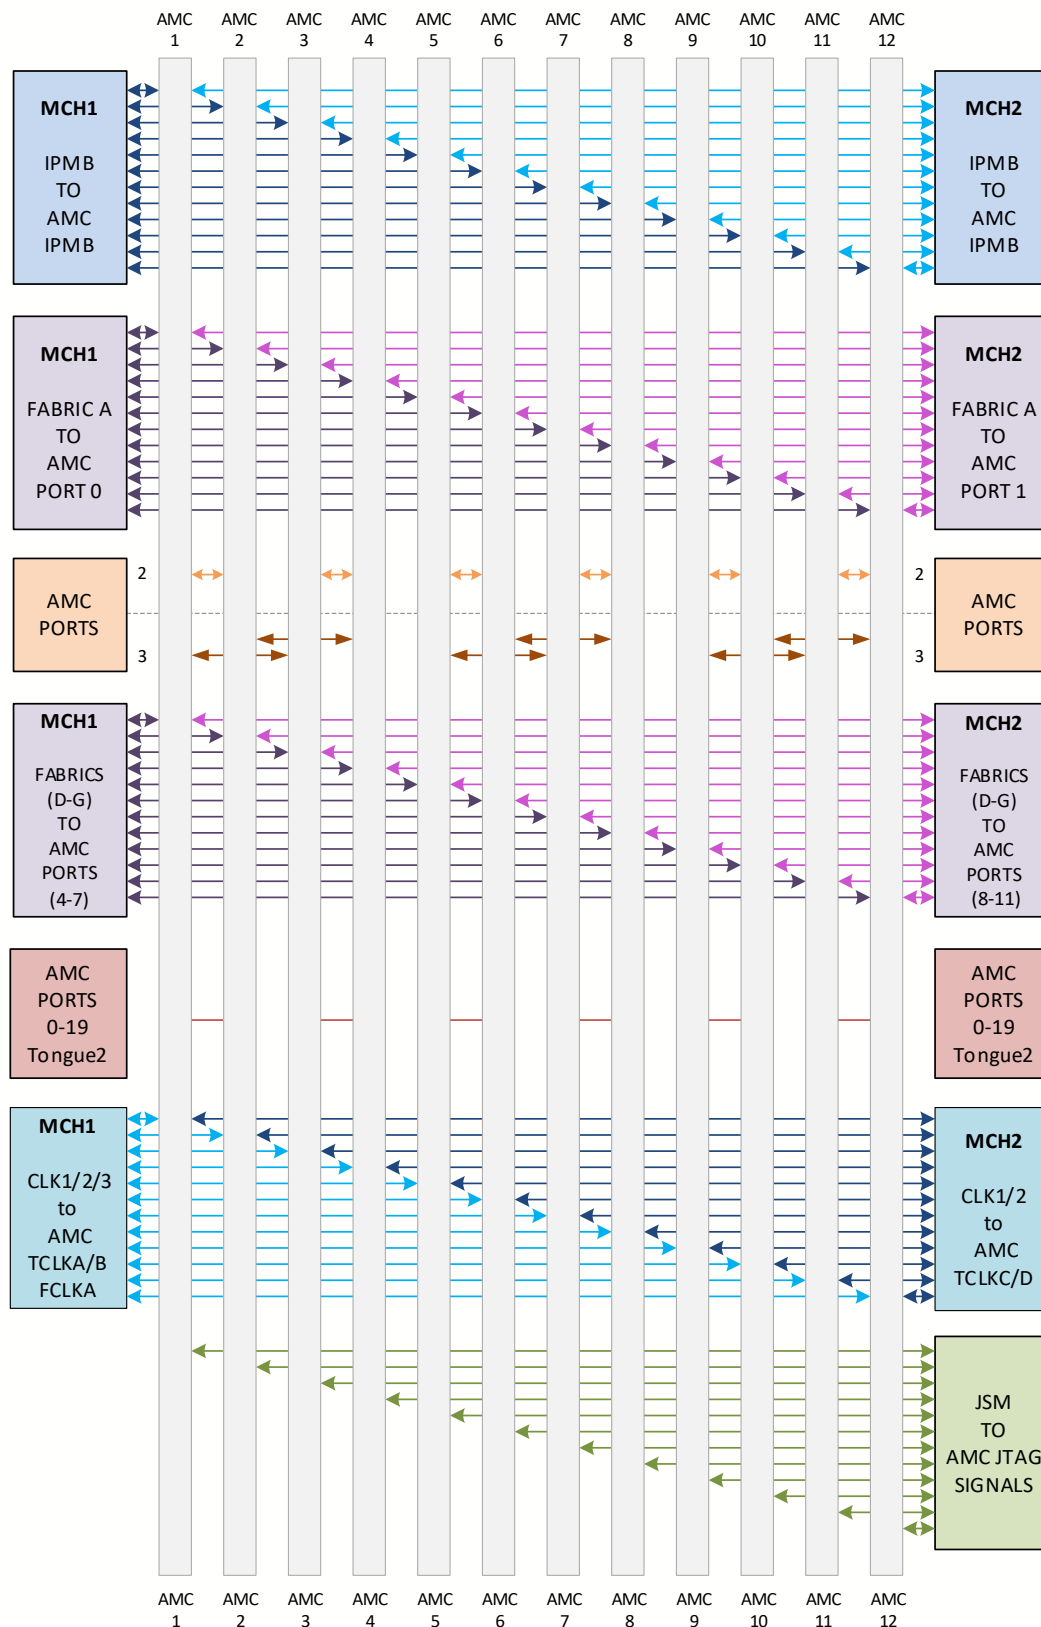 AMC AMC AMC AMC AMC AMC AMC AMC AMC AMC AMC AMC
1 2 3 4 5 6 7 8 9 10 11 12
MCH1
IPMB
TO
AMC
IPMB
MCH2
IPMB
TO
AMC
IPMB
MCH1
FABRIC A
TO
AMC
PORT 0
MCH2
FABRIC A
TO
AMC
PORT 1
AMC
PORTS
2
3
2
3
AMC
PORTS
MCH1
FABRICS
(D-G)
TO
AMC
PORTS
(4-7)
MCH2
FABRICS
(D-G)
TO
AMC
PORTS
(8-11)
AMC
PORTS
0-19
Tongue2
AMC
PORTS
0-19
Tongue2
MCH1
CLK1/2/3
to
AMC
TCLKA/B
FCLKA
MCH2
CLK1/2
to
AMC
TCLKC/D
JSM
TO
AMC JTAG
SIGNALS
AMC AMC AMC AMC AMC AMC AMC AMC AMC AMC AMC AMC
1 2 3 4 5 6 7 8 9 10 11 12